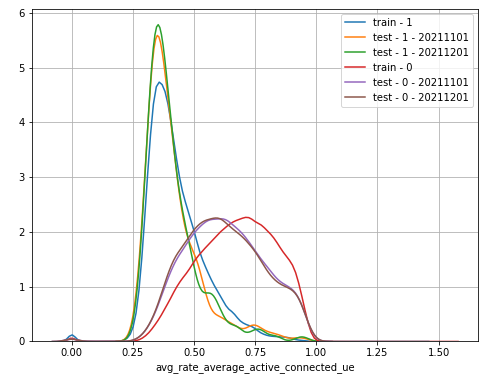 train - 1
test - 1 - 20211101
test - 1 - 20211201
train - 0
test - 0 - 20211101
test - 0 - 20211201
6
5
4
3
2
1
0
0.00 0.25 0.50 0.75 1.00 1.25 1.50
avg_rate_average_active_connected_ue